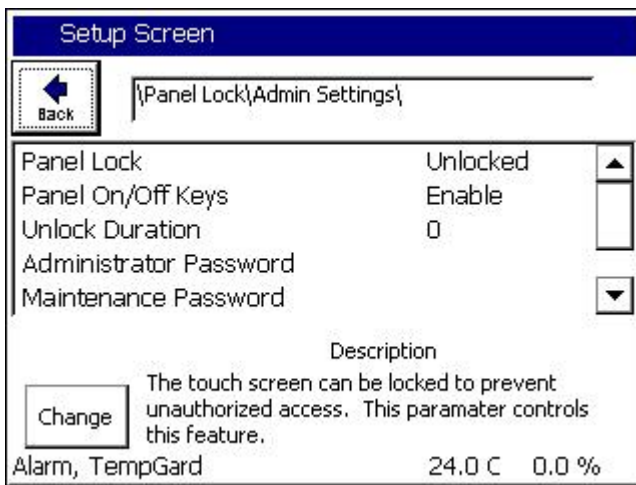 Setup Screen
Back
\Panel Lock\Admin Settings\
Panel Lock Unlocked
Panel On/Off Keys Enable
Unlock Duration 0
Administrator Password
Maintenance Password
Description
The touch screen can be locked to prevent
unauthorized access. This paramater controls
this feature.
Change
Alarm, TempGard 24.0 C 0.0 %